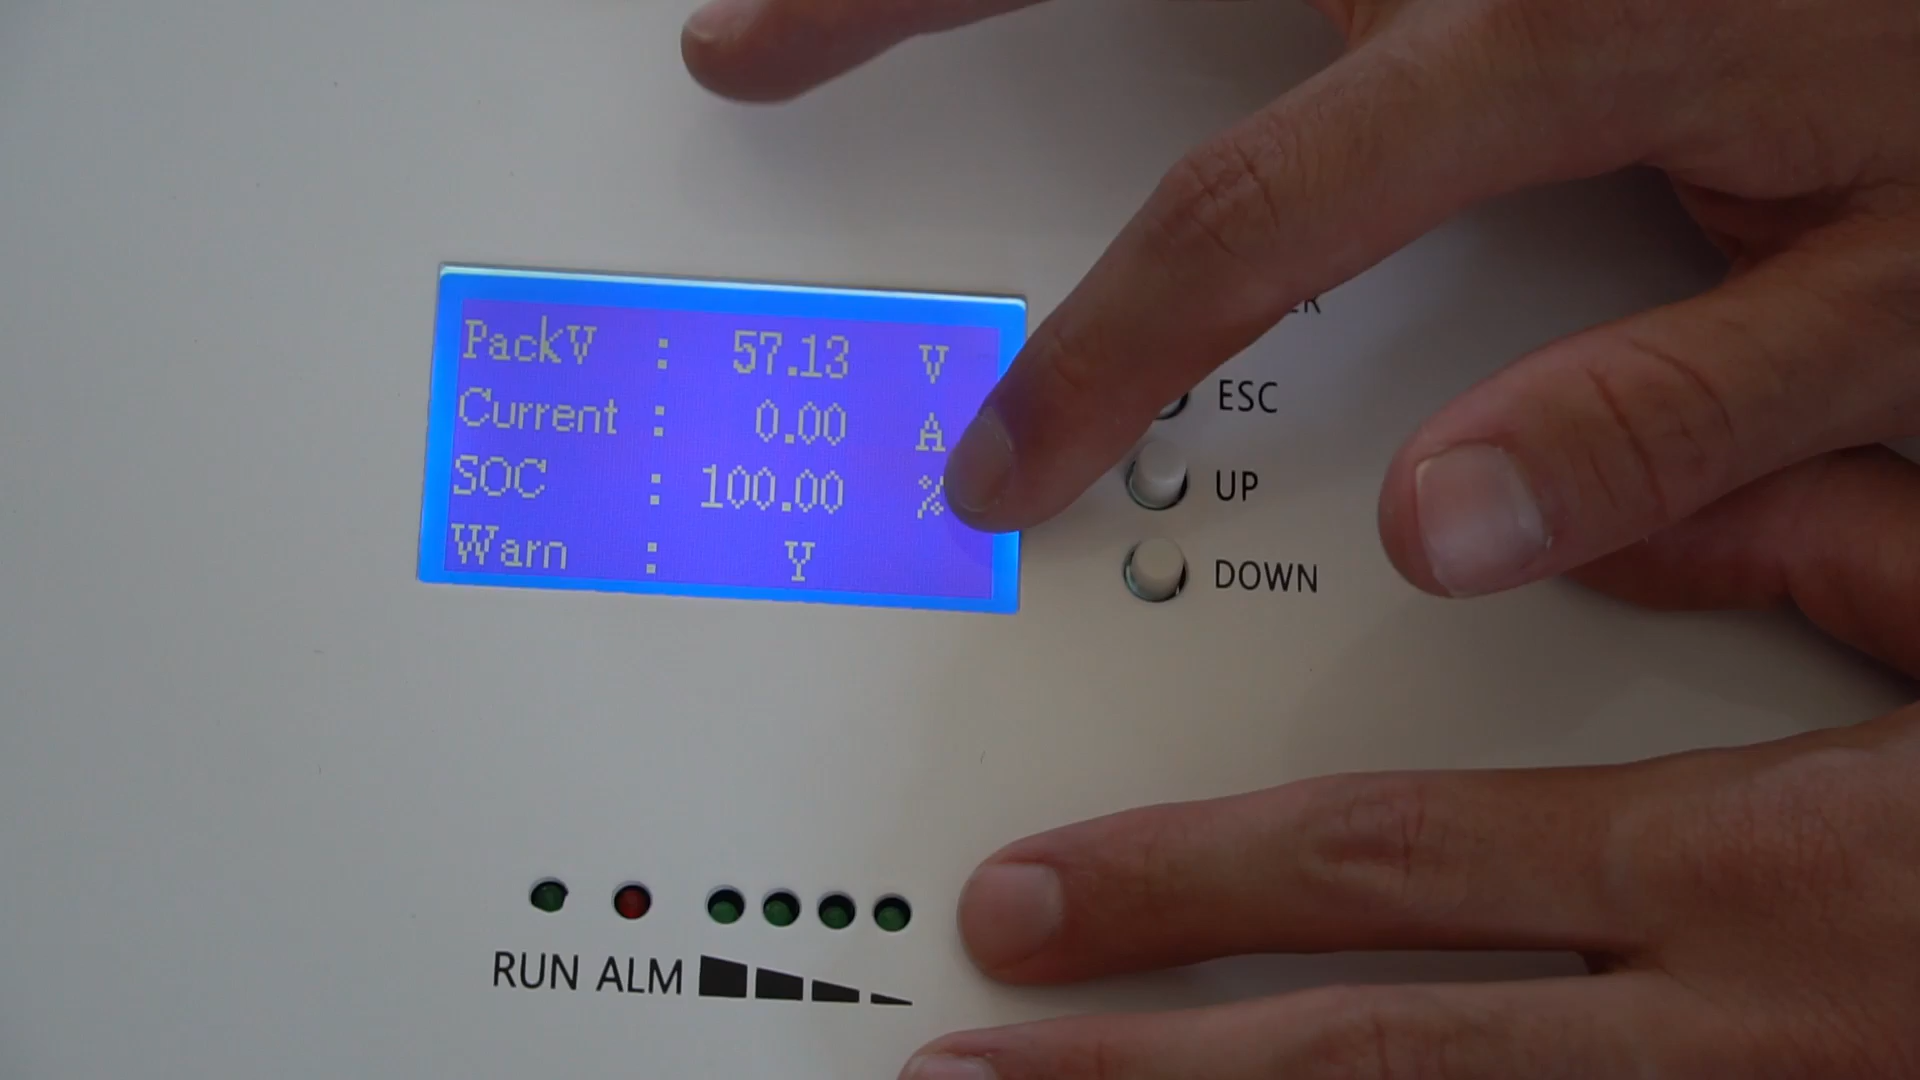 PackV : 57.13 V
Current : 0.00 A
SOC : 100.00 %
Warn : Y
ESC
UP
DOWN
RUN ALM